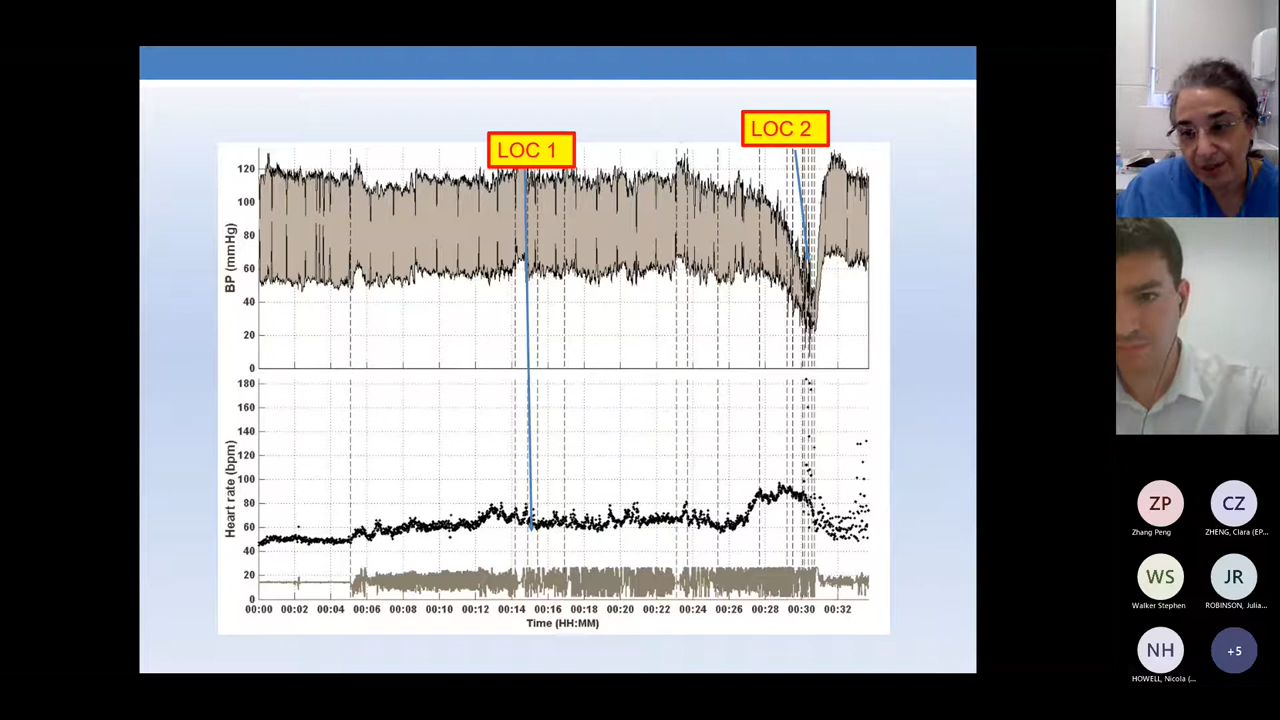 LOC 1
LOC 2
BP (mmHg)
120
100
80
60
40
20
0
Heart rate (bpm)
180
160
140
120
100
80
60
40
20
0
00:00 00:02 00:04 00:06 00:08 00:10 00:12 00:14 00:16 00:18 00:20 00:22 00:24 00:26 00:28 00:30 00:32
Time (HH:MM)
ZP
Zhang Peng
CZ
ZHENG, Clara (EP...
WS
Walker Stephen
JR
ROBINSON, Julia...
NH
HOWELL, Nicola (...
+5